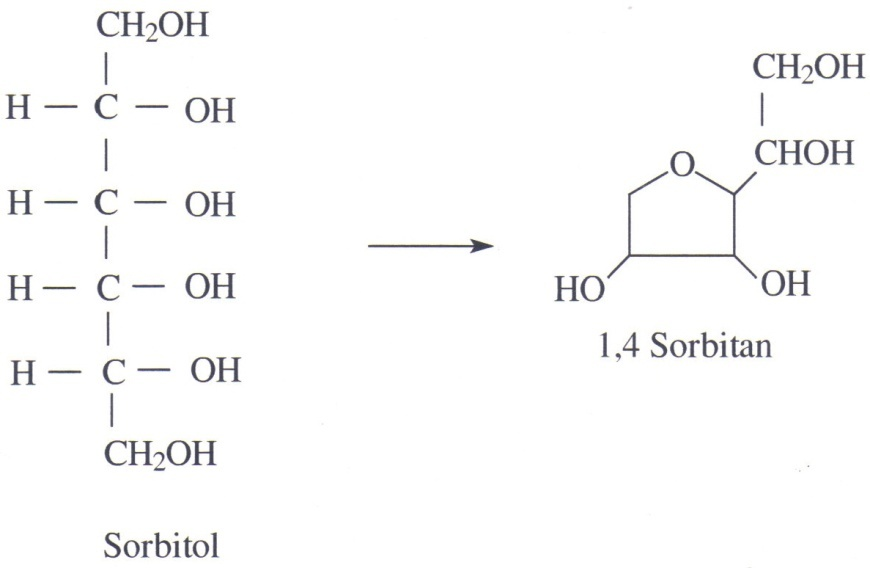 CH₂OH
H — C — OH
H — C — OH
H — C — OH
H — C — OH
CH₂OH
Sorbitol
CH₂OH
CHOH
O
HO
OH
1,4 Sorbitan